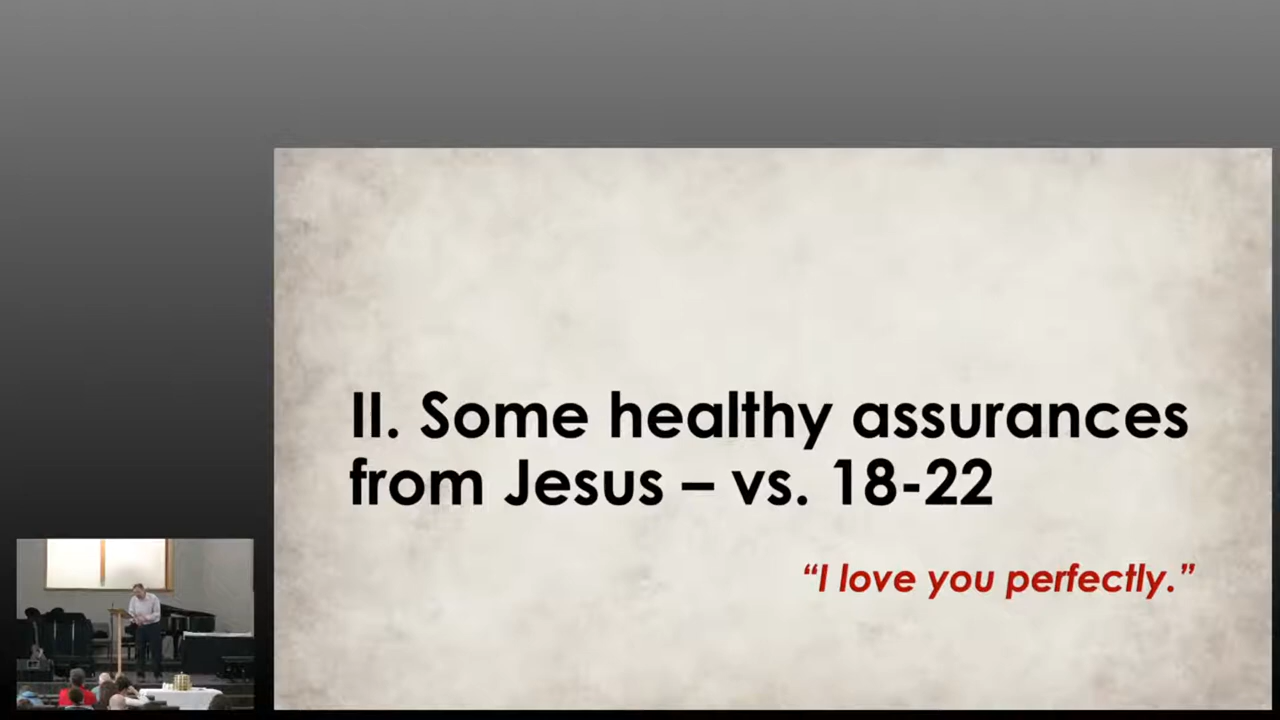 II. Some healthy assurances
from Jesus – vs. 18-22
“I love you perfectly.”